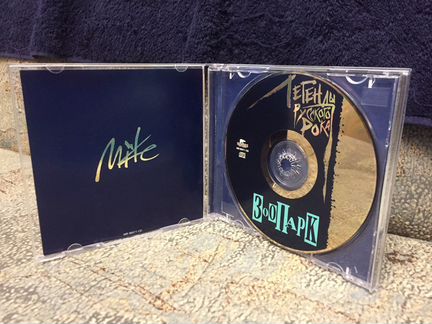 Mike
Легенды
Русского
Рока
Зоопарк